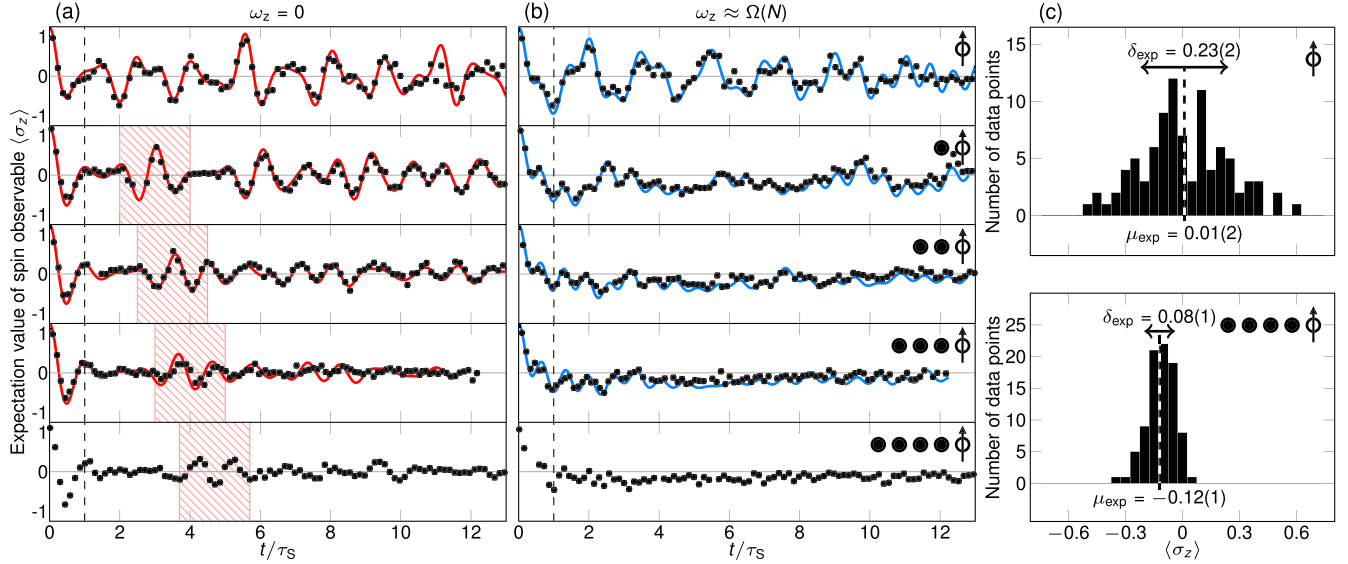 (a) ω_z = 0
(b) ω_z ≈ Ω(N)
(c)
Expectation value of spin observable ⟨σ_z⟩
1
0
-1
1
0
-1
1
0
-1
1
0
-1
1
0
-1
0 2 4 6 8 10 12
t/τ_S
0 2 4 6 8 10 12
t/τ_S
Number of data points
15
10
5
0
δ_exp = 0.23(2)
μ_exp = 0.01(2)
Number of data points
25
20
15
10
5
0
δ_exp = 0.08(1)
μ_exp = −0.12(1)
−0.6 −0.3 0 0.3 0.6
⟨σ_z⟩